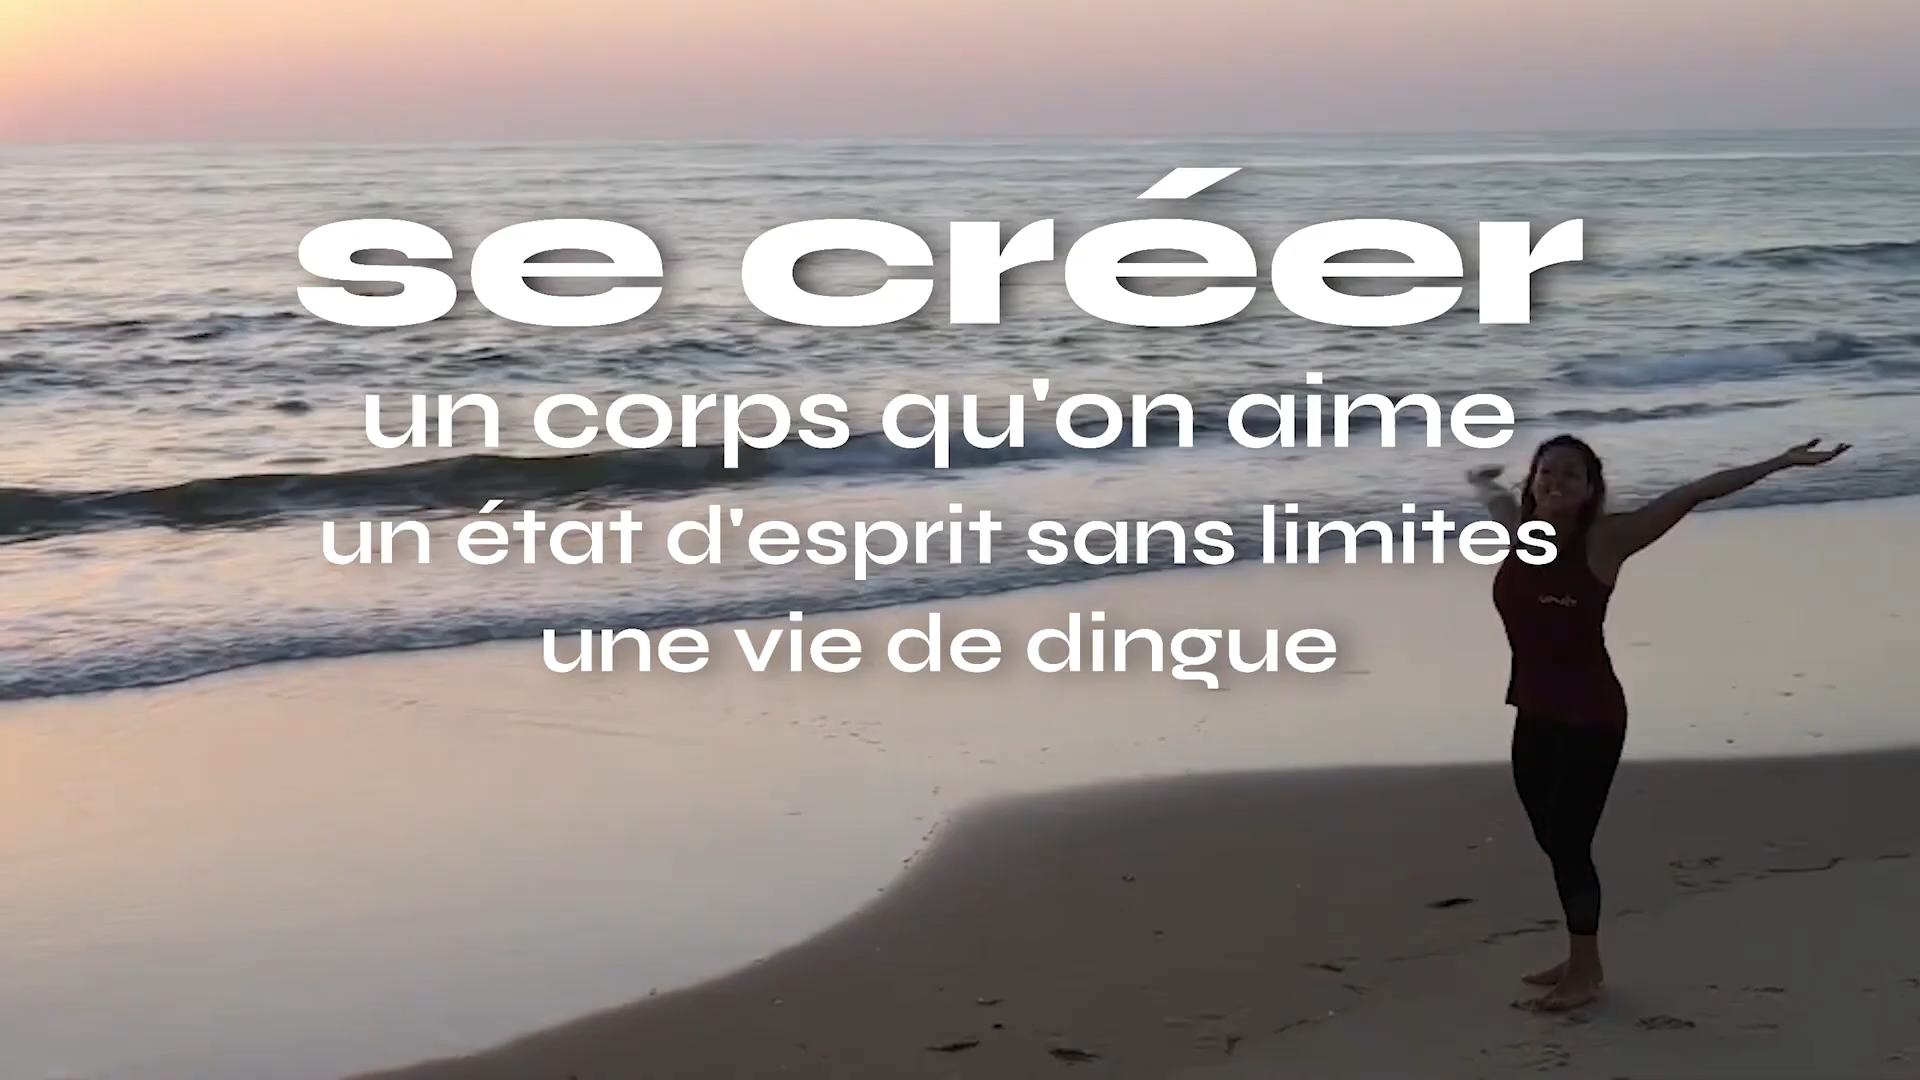 se créer
un corps qu'on aime
un état d'esprit sans limites
une vie de dingue